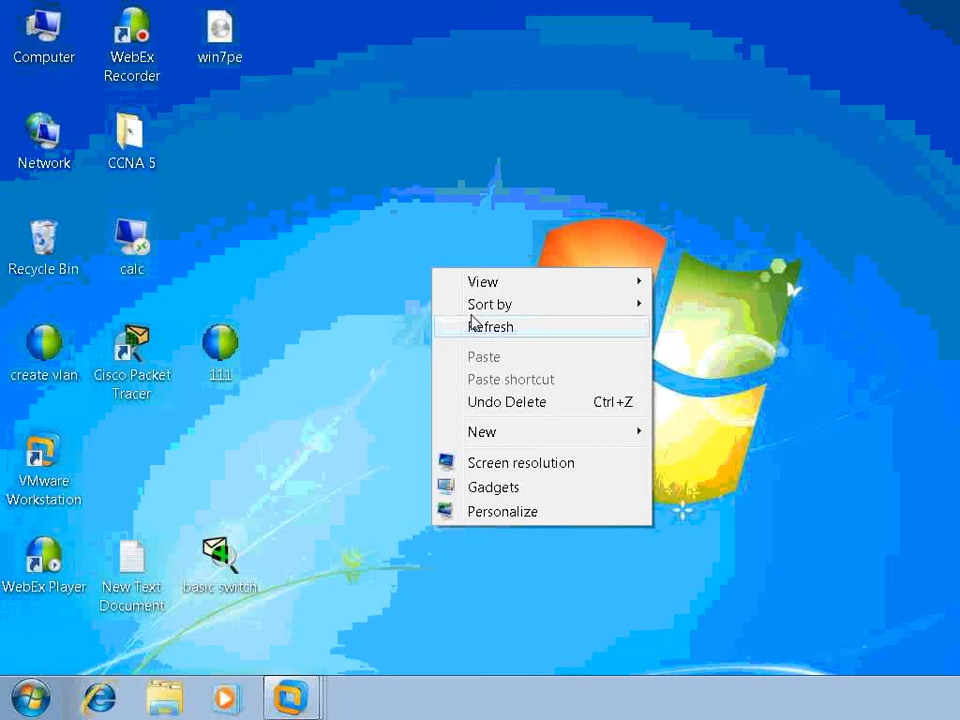 Computer
WebEx
Recorder
win7pe
Network
CCNA 5
Recycle Bin
calc
create vlan
Cisco Packet
Tracer
111
VMware
Workstation
WebEx Player
New Text
Document
basic switch
View
Sort by
Refresh
Paste
Paste shortcut
Undo Delete Ctrl+Z
New
Screen resolution
Gadgets
Personalize